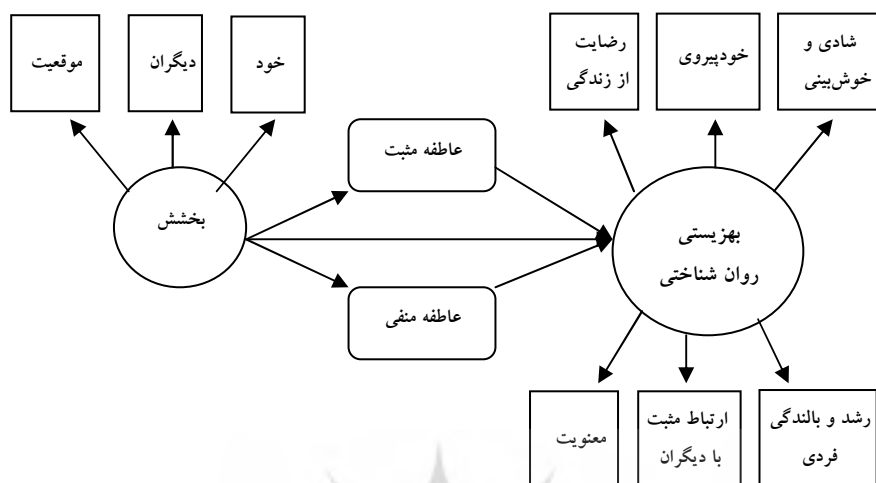 شادی و
خوش‌بینی
خودپیروی
رضایت
از زندگی
خود
دیگران
موقعیت
عاطفه مثبت
بخشش
بهزیستی
روان شناختی
عاطفه منفی
رشد و بالندگی
فردی
ارتباط مثبت
با دیگران
معنویت